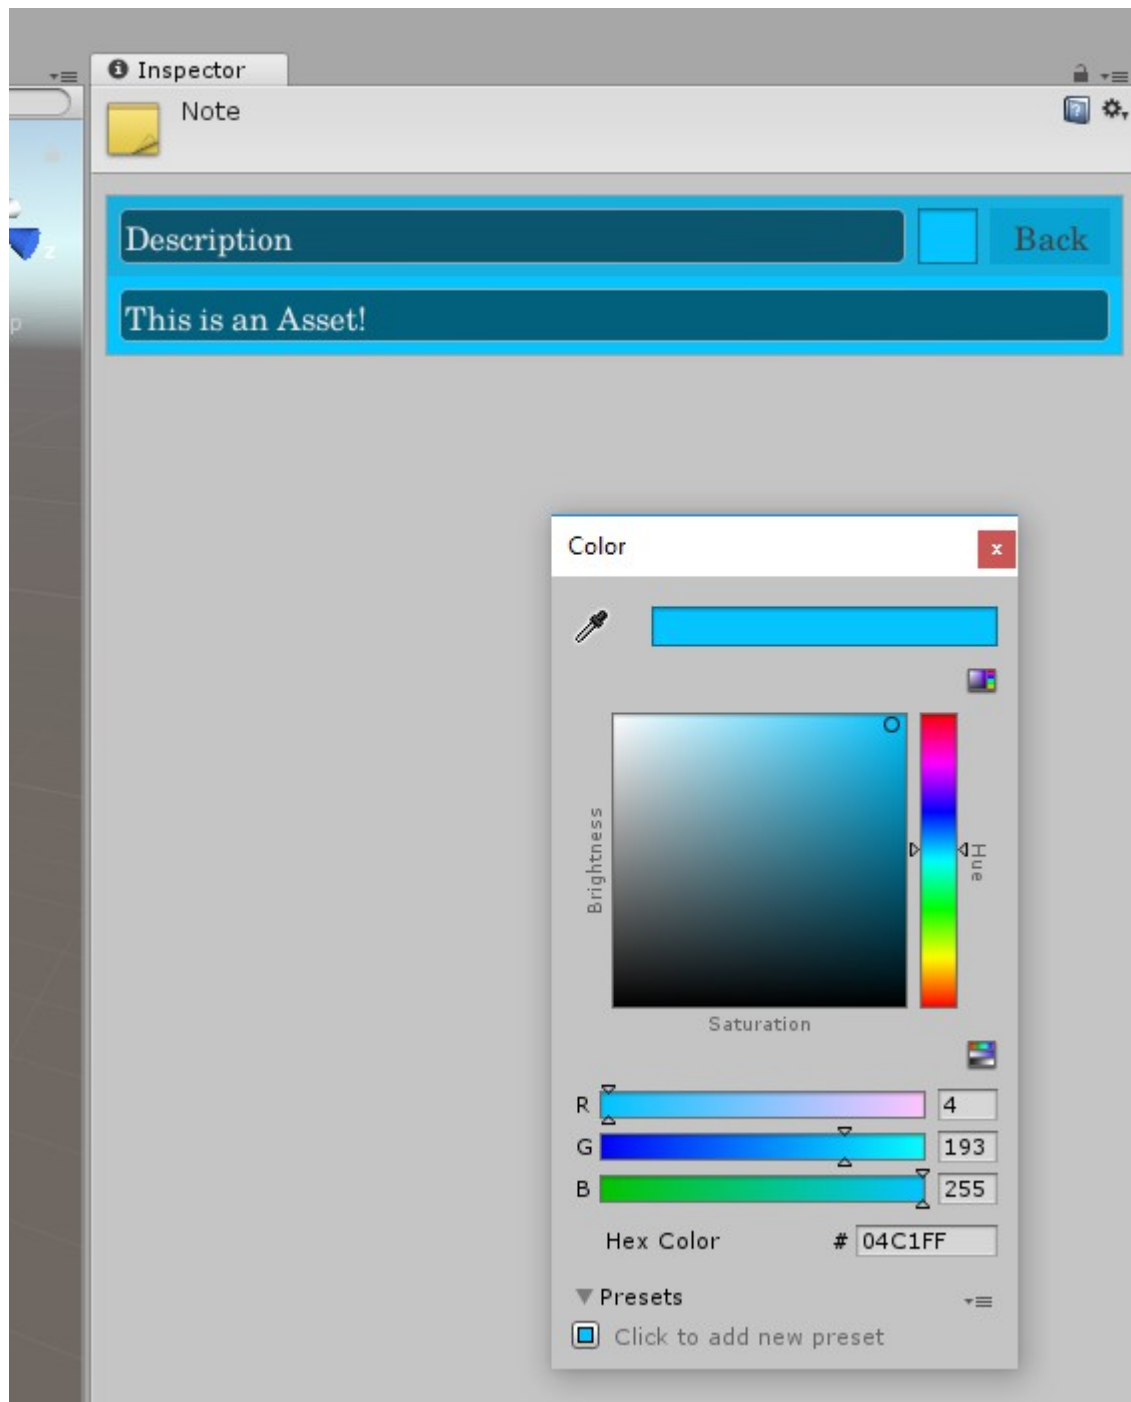 Inspector
Note
z
p
Description
Back
This is an Asset!
Color
x
Brightness
Hue
Saturation
R 4
G 193
B 255
Hex Color # 04C1FF
Presets
Click to add new preset